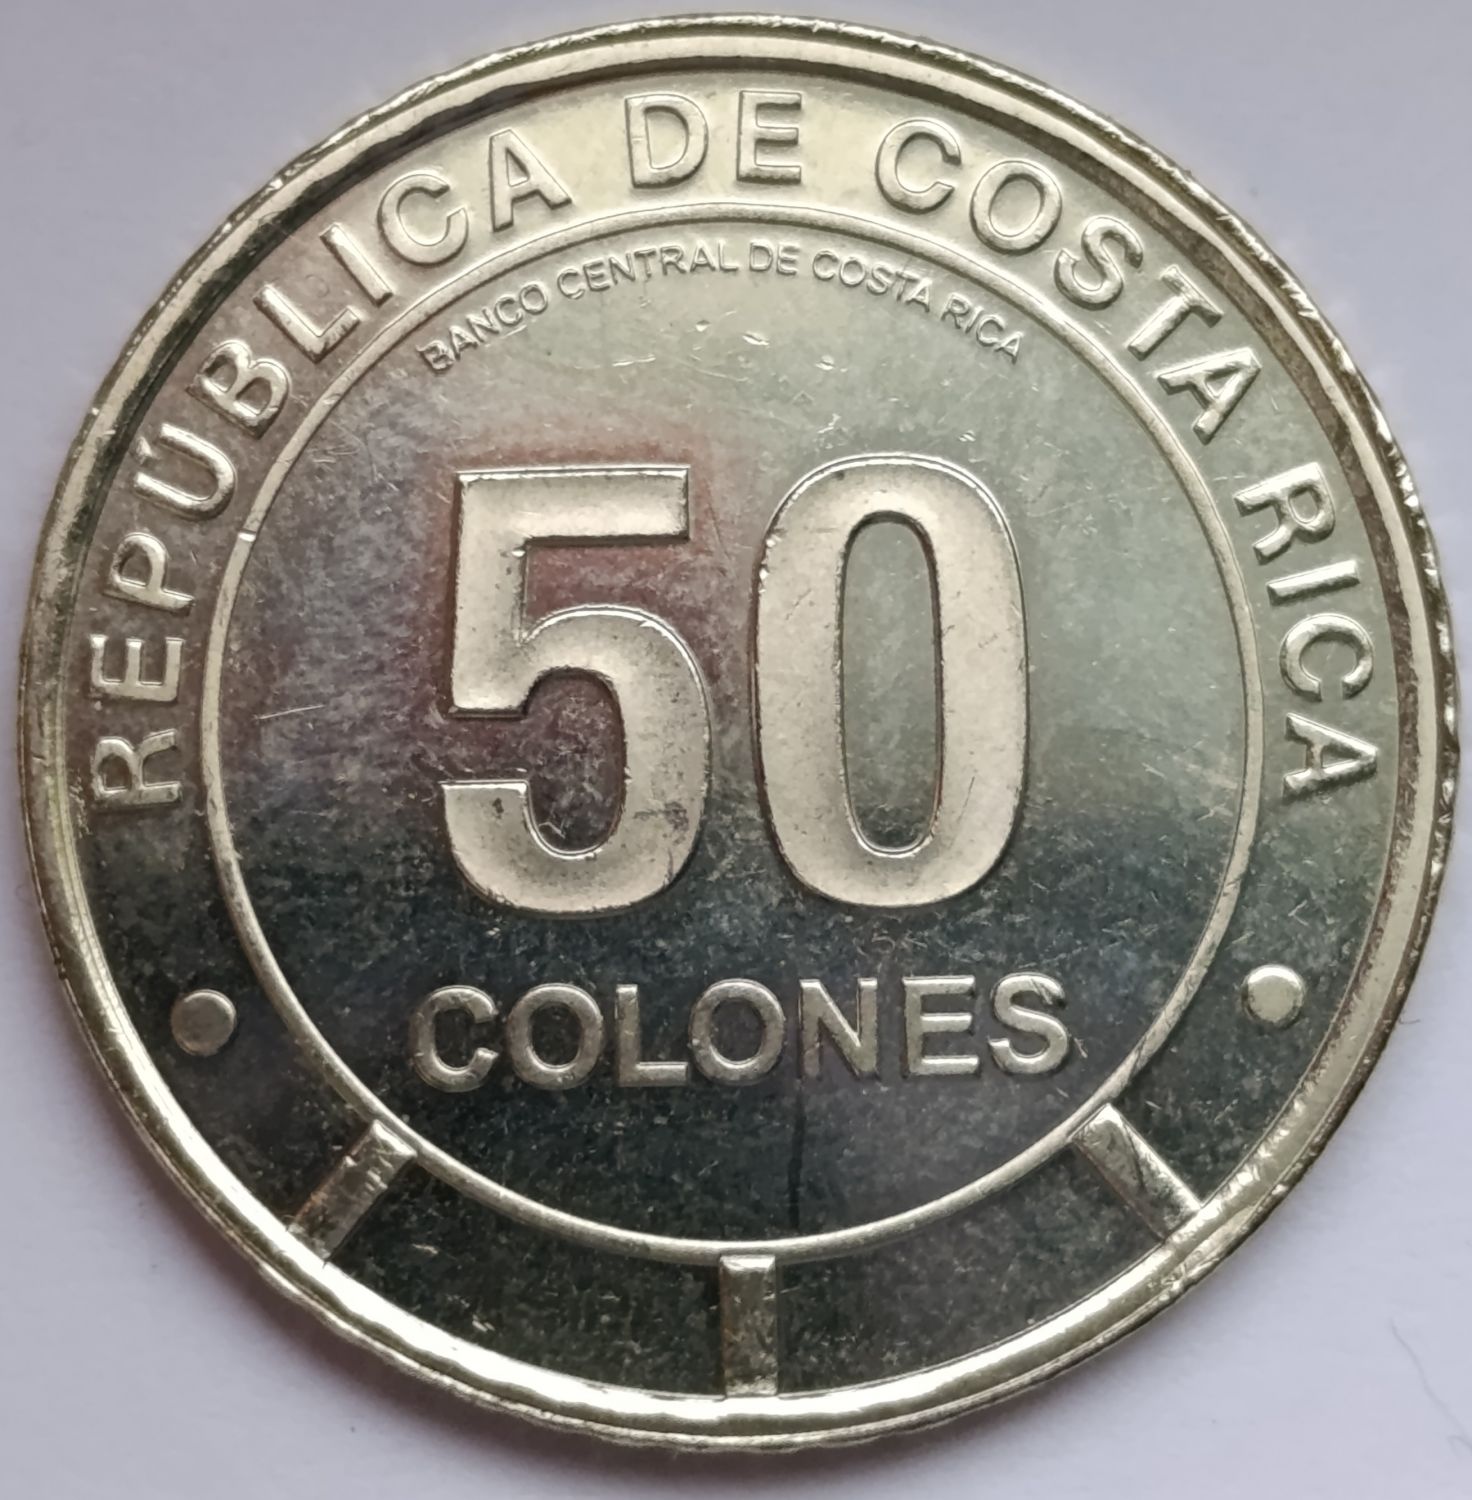 REPÚBLICA DE COSTA RICA
BANCO CENTRAL DE COSTA RICA
50
COLONES